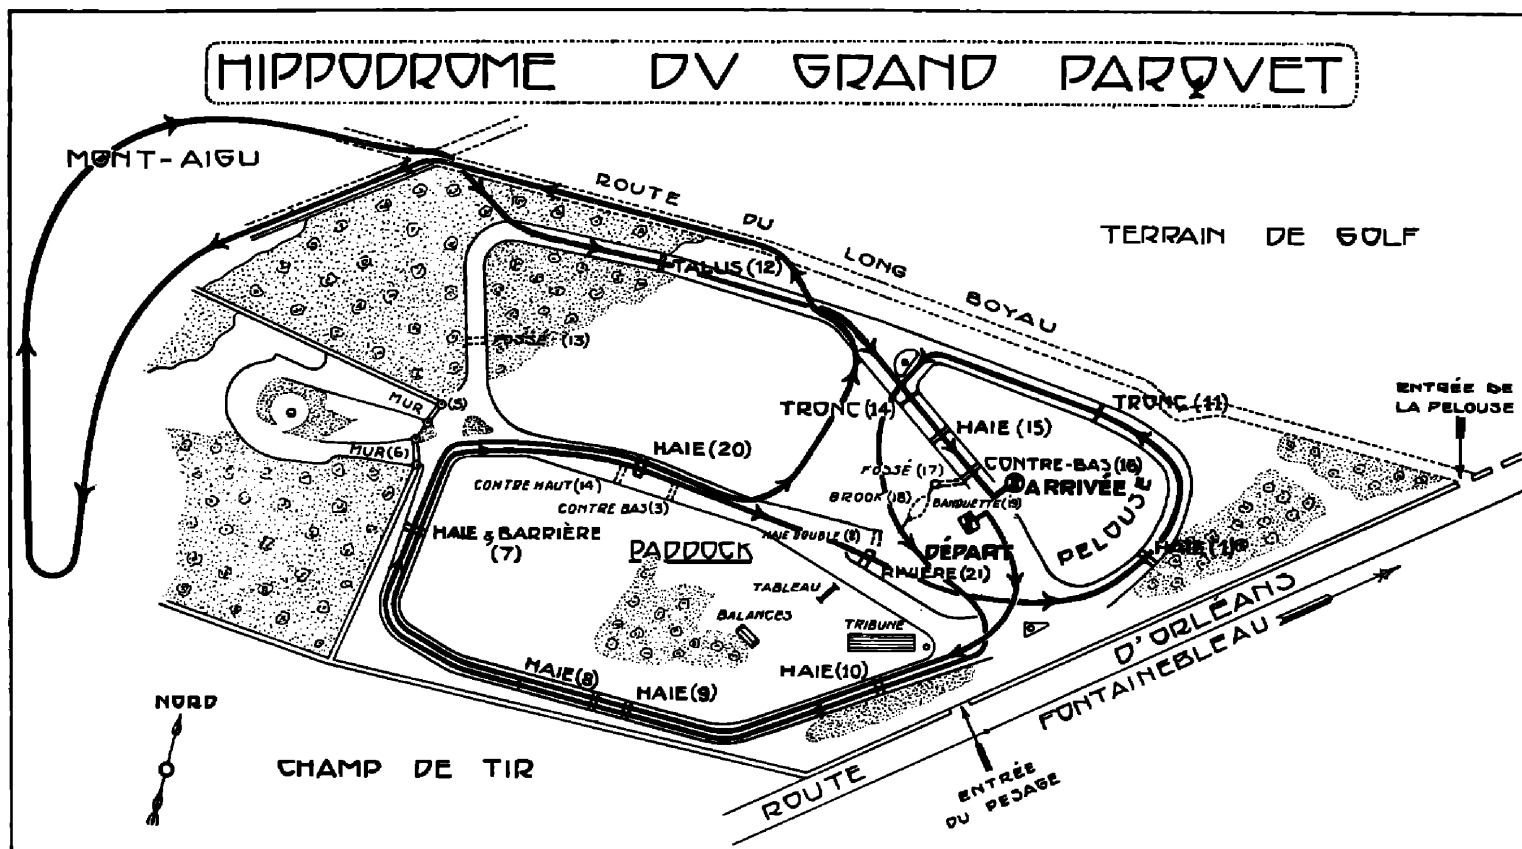 HIPPODROME DV GRAND PARQVET
MONT-AIGU
ROUTE DU LONG BOYAU
TERRAIN DE GOLF
TALUS (12)
FOSSÉ (13)
MUR (5)
MUR (6)
TRONC (14)
TRONC (11)
ENTRÉE DE
LA PELOUSE
HAIE (15)
HAIE (20)
CONTRE-BAS (16)
FOSSÉ (17)
ARRIVÉE
BROOK (18)
BANQUETTE (19)
PELOUSE
CONTRE HAUT (14)
CONTRE BAS (3)
HAIE & BARRIÈRE
(7)
HAIE DOUBLE (2)
DÉPART
HAIE (1)
PADDOCK
RIVIÈRE (21)
TABLEAU
BALANCES
TRIBUNE
HAIE (8)
HAIE (9)
HAIE (10)
ROUTE D'ORLÉANS
FONTAINEBLEAU
NORD
CHAMP DE TIR
ENTRÉE
DU PESAGE